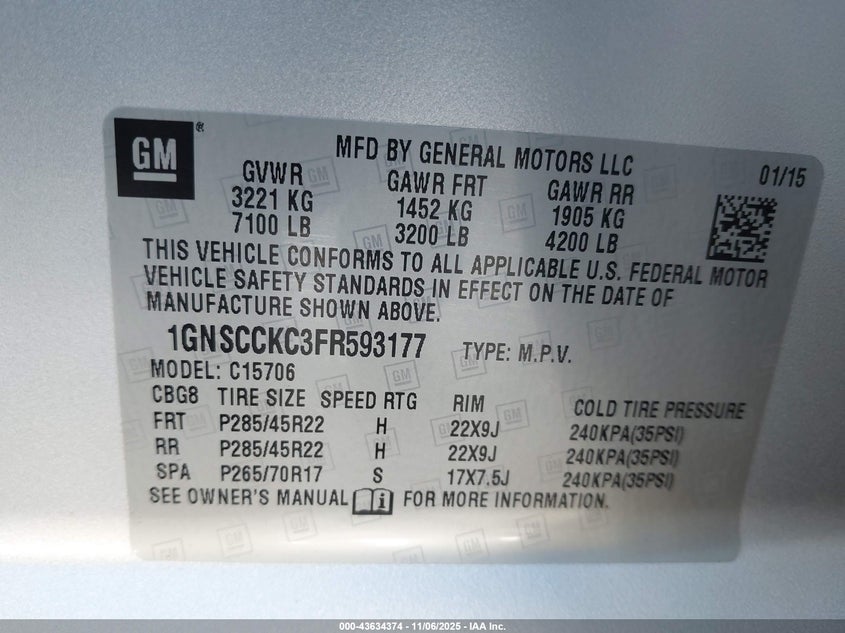 GM®
MFD BY GENERAL MOTORS LLC
01/15
GVWR GAWR FRT GAWR RR
3221 KG 1452 KG 1905 KG
7100 LB 3200 LB 4200 LB
THIS VEHICLE CONFORMS TO ALL APPLICABLE U.S. FEDERAL MOTOR
VEHICLE SAFETY STANDARDS IN EFFECT ON THE DATE OF
MANUFACTURE SHOWN ABOVE.
1GNSCCKC3FR593177 TYPE: M.P.V.
MODEL: C15706
CBG8 TIRE SIZE SPEED RTG RIM COLD TIRE PRESSURE
FRT P285/45R22 H 22X9J 240KPA(35PSI)
RR P285/45R22 H 22X9J 240KPA(35PSI)
SPA P265/70R17 S 17X7.5J 240KPA(35PSI)
SEE OWNER'S MANUAL FOR MORE INFORMATION.
000-43634374 - 11/06/2025 - IAA Inc.